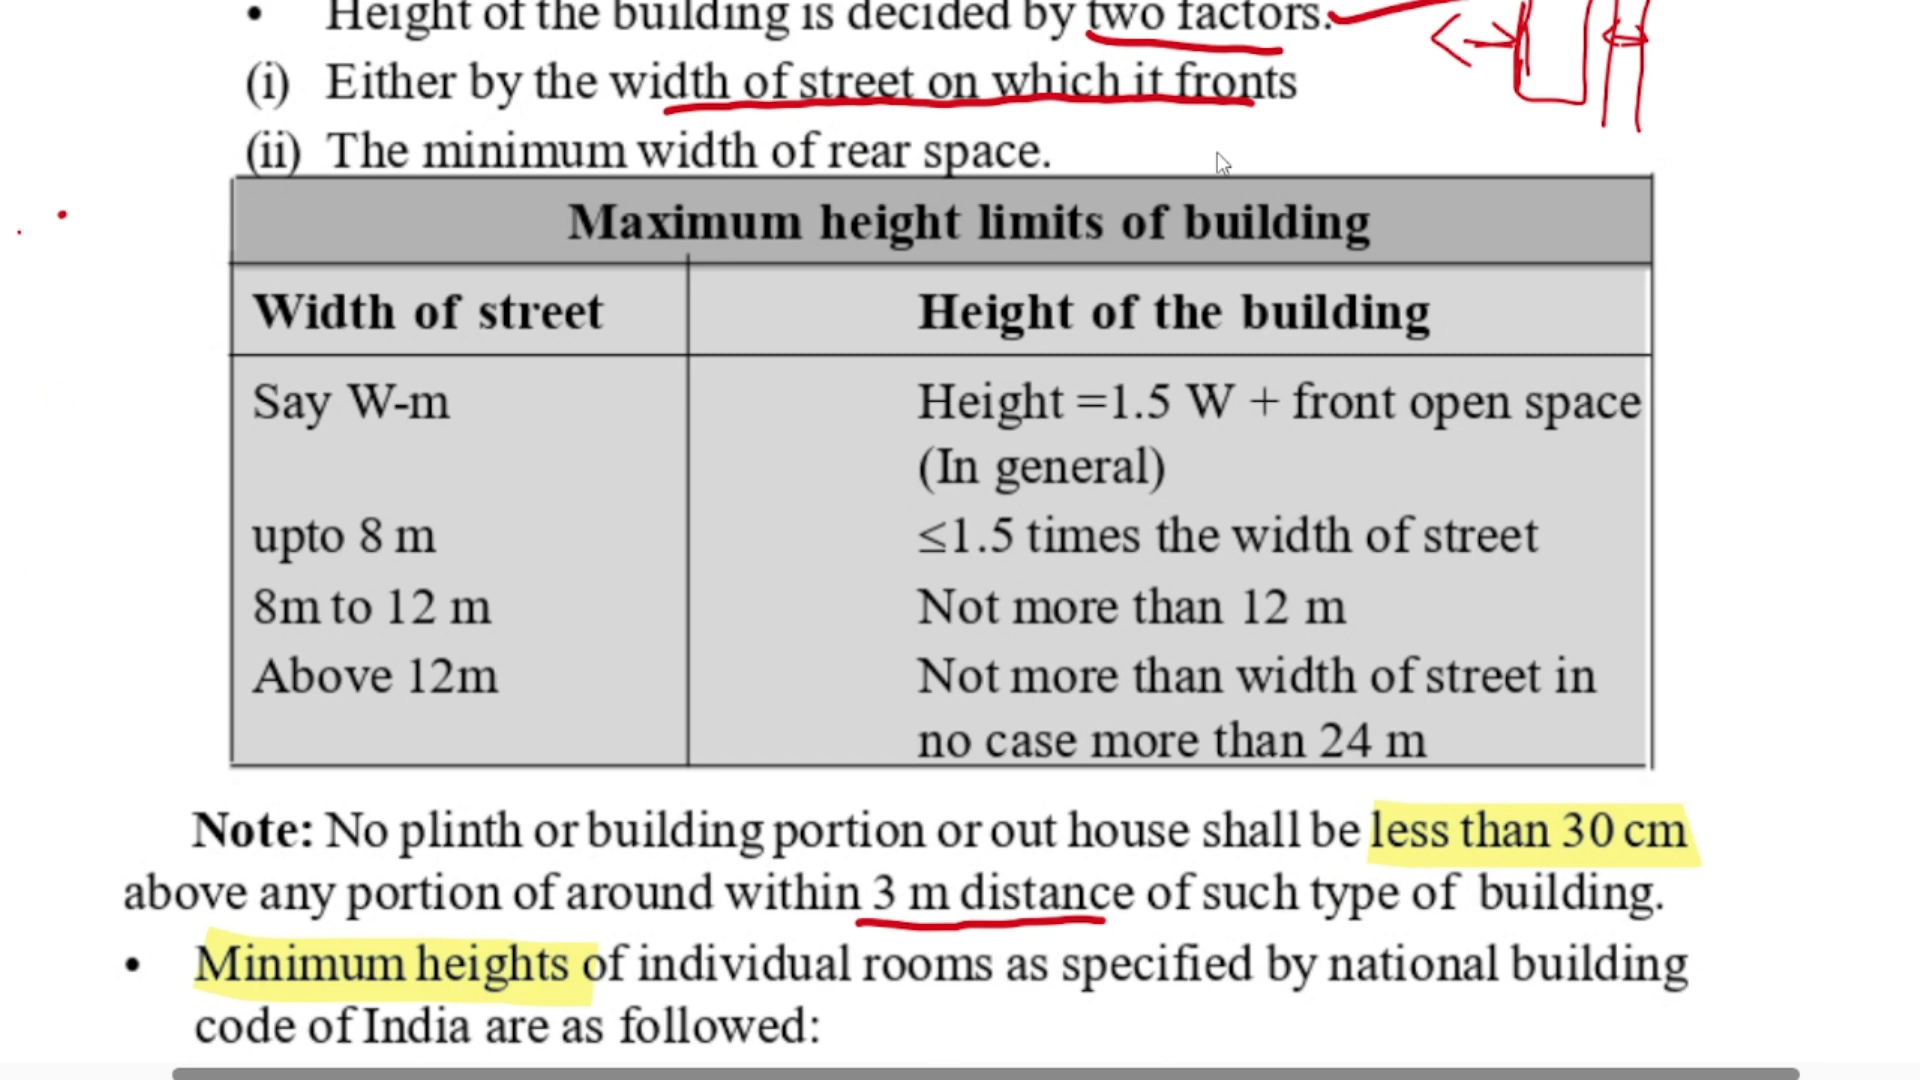 • Height of the building is decided by two factors.
(i) Either by the width of street on which it fronts
(ii) The minimum width of rear space.
Maximum height limits of building
Width of street Height of the building
Say W-m Height =1.5 W + front open space
(In general)
upto 8 m ≤1.5 times the width of street
8m to 12 m Not more than 12 m
Above 12m Not more than width of street in
no case more than 24 m
Note: No plinth or building portion or out house shall be less than 30 cm
above any portion of around within 3 m distance of such type of building.
• Minimum heights of individual rooms as specified by national building
code of India are as followed: